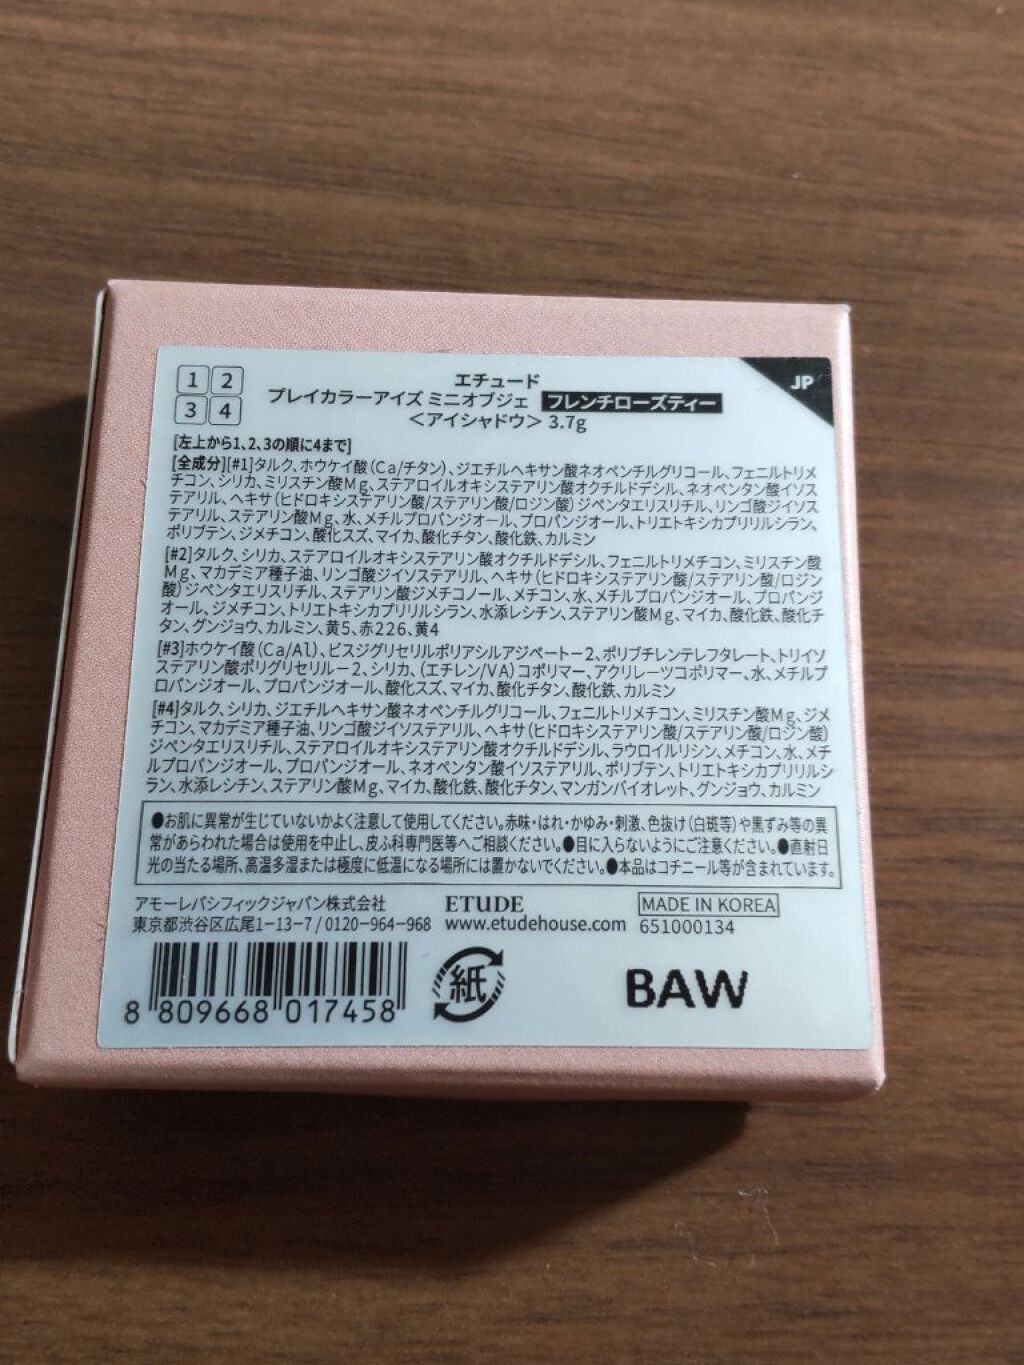 1 2
3 4
JP
エチュード
プレイカラーアイズ ミニオブジェ フレンチローズティー
＜アイシャドウ＞ 3.7g
[左上から1、2、3の順に4まで]
[全成分][#1]タルク、ホウケイ酸（Ca/チタン）、ジエチルヘキサン酸ネオペンチルグリコール、フェニルトリメ
チコン、シリカ、ミリスチン酸Mg、ステアロイルオキシステアリン酸オクチルドデシル、ネオペンタン酸イソス
テアリル、ヘキサ（ヒドロキシステアリン酸/ステアリン酸/ロジン酸）ジペンタエリスリチル、リンゴ酸ジイソス
テアリル、ステアリン酸Mg、水、メチルプロパンジオール、プロパンジオール、トリエトキシカプリリルシラン、
ポリブテン、ジメチコン、酸化スズ、マイカ、酸化チタン、酸化鉄、カルミン
[#2]タルク、シリカ、ステアロイルオキシステアリン酸オクチルドデシル、フェニルトリメチコン、ミリスチン酸
Mg、マカデミア種子油、リンゴ酸ジイソステアリル、ヘキサ（ヒドロキシステアリン酸/ステアリン酸/ロジン
酸）ジペンタエリスリチル、ステアリン酸ジメチコノール、メチコン、水、メチルプロパンジオール、プロパンジ
オール、ジメチコン、トリエトキシカプリリルシラン、水添レシチン、ステアリン酸Mg、マイカ、酸化鉄、酸化チ
タン、グンジョウ、カルミン、黄5、赤226、黄4
[#3]ホウケイ酸（Ca/Al）、ビスジグリセリルポリアシルアジペート－2、ポリブチレンテレフタレート、トリイソ
ステアリン酸ポリグリセリル－2、シリカ、（エチレン/VA）コポリマー、アクリレーツコポリマー、水、メチルプ
ロパンジオール、プロパンジオール、酸化スズ、マイカ、酸化チタン、酸化鉄、カルミン
[#4]タルク、シリカ、ジエチルヘキサン酸ネオペンチルグリコール、フェニルトリメチコン、ミリスチン酸Mg、ジメ
チコン、マカデミア種子油、リンゴ酸ジイソステアリル、ヘキサ（ヒドロキシステアリン酸/ステアリン酸/ロジン酸）
ジペンタエリスリチル、ステアロイルオキシステアリン酸オクチルドデシル、ラウロイルリシン、メチコン、水、メチ
ルプロパンジオール、プロパンジオール、ネオペンタン酸イソステアリル、ポリブテン、トリエトキシカプリリルシ
ラン、水添レシチン、ステアリン酸Mg、マイカ、酸化鉄、酸化チタン、マンガンバイオレット、グンジョウ、カルミン
●お肌に異常が生じていないかよく注意して使用してください。赤味・はれ・かゆみ・刺激、色抜け（白斑等）や黒ずみ等の異
常があらわれた場合は使用を中止し、皮ふ科専門医等へご相談ください。●目に入らないようにご注意ください。●直射日
光の当たる場所、高温多湿または極度に低温になる場所には置かないでください。●本品はコチニール等が含まれています。
アモーレパシフィックジャパン株式会社 ETUDE MADE IN KOREA
東京都渋谷区広尾1－13－7 / 0120－964－968 www.etudehouse.com 651000134
8 809668 017458 紙 BAW